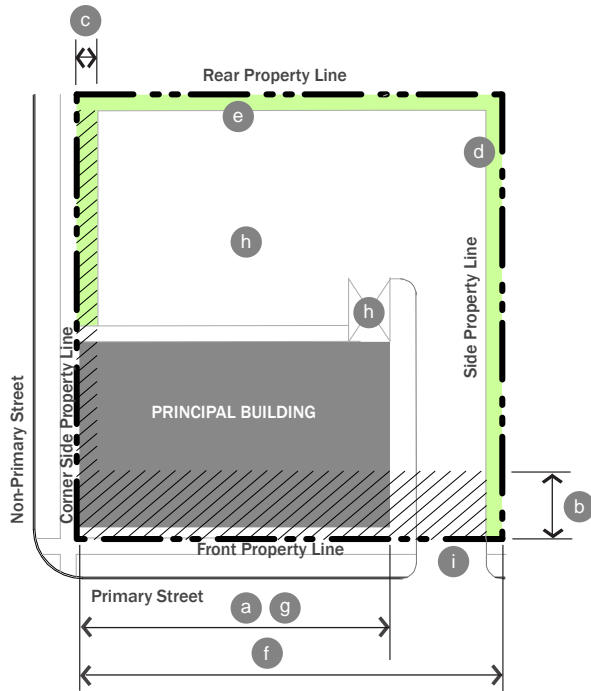 c
Rear Property Line
e
d
h
h
Side Property Line
Non-Primary Street
Corner Side Property Line
PRINCIPAL BUILDING
b
Front Property Line
i
Primary Street
a g
f